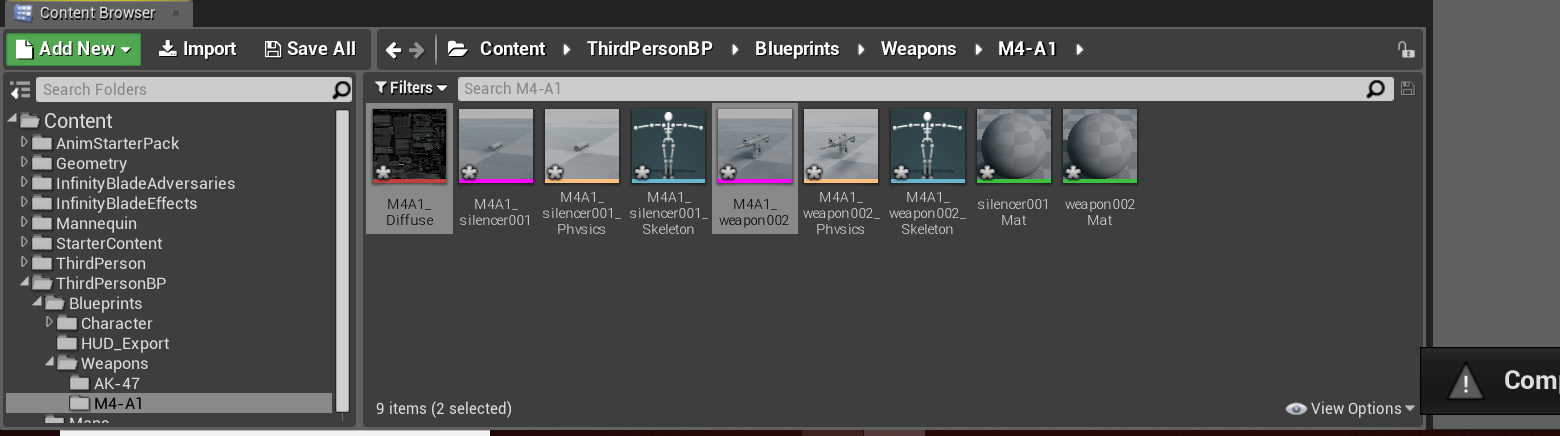 Content Browser
Add New Import Save All Content ThirdPersonBP Blueprints Weapons M4-A1
Search Folders Filters Search M4-A1
Content
AnimStarterPack
Geometry
InfinityBladeAdversaries
InfinityBladeEffects
Mannequin
StarterContent
ThirdPerson
ThirdPersonBP
Blueprints
Character
HUD_Export
Weapons
AK-47
M4-A1
Maps
M4A1_
Diffuse
M4A1_
silencer001
M4A1_
silencer001_
Physics
M4A1_
silencer001_
Skeleton
M4A1_
weapon002
M4A1_
weapon002_
Physics
M4A1_
weapon002_
Skeleton
silencer001
Mat
weapon002
Mat
9 items (2 selected) View Options